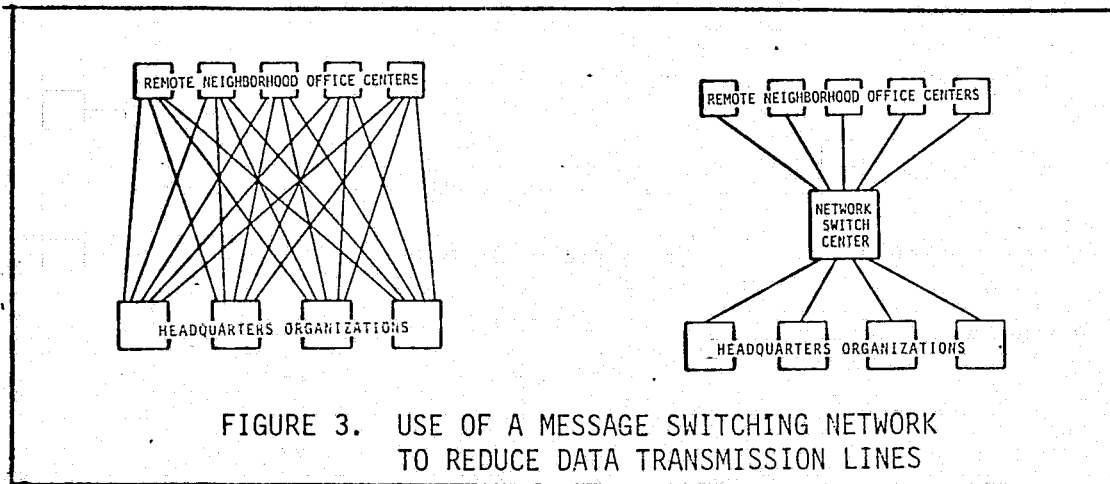 REMOTE NEIGHBORHOOD OFFICE CENTERS
HEADQUARTERS ORGANIZATIONS
REMOTE NEIGHBORHOOD OFFICE CENTERS
NETWORK
SWITCH
CENTER
HEADQUARTERS ORGANIZATIONS
FIGURE 3. USE OF A MESSAGE SWITCHING NETWORK
TO REDUCE DATA TRANSMISSION LINES